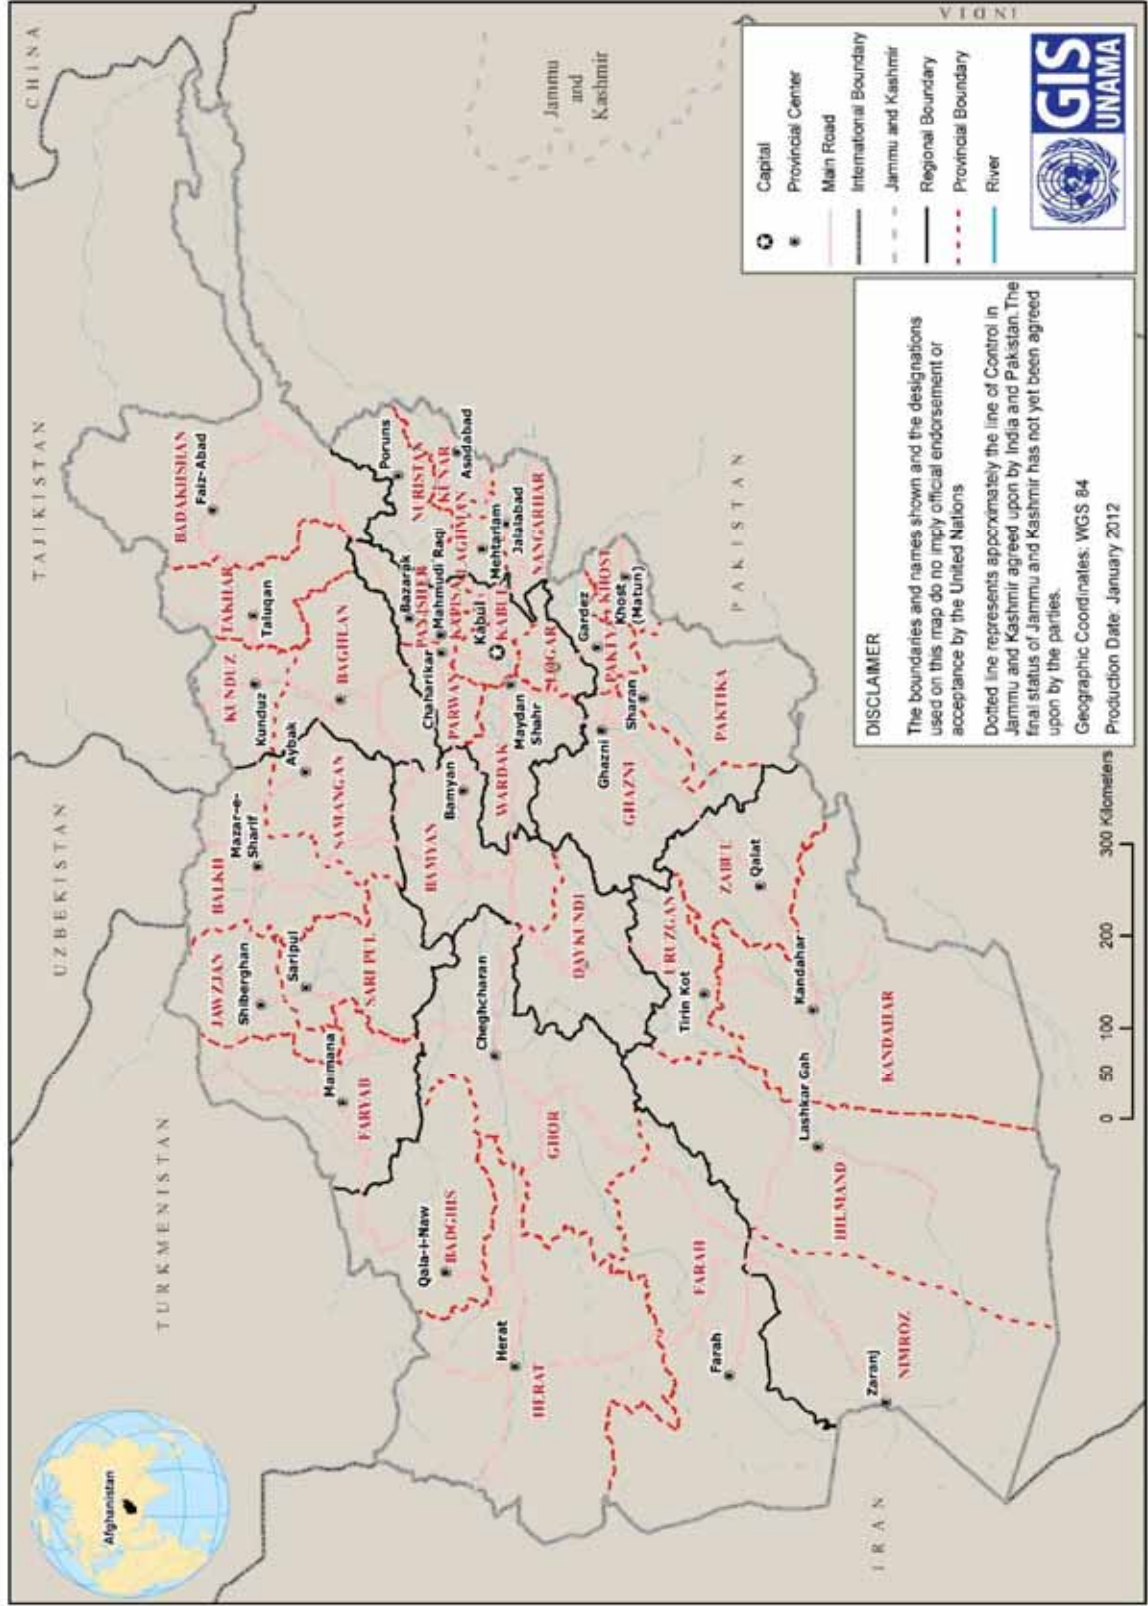 CHINA
TAJIKISTAN
UZBEKISTAN
TURKMENISTAN
IRAN
PAKISTAN
INDIA
Jammu
and
Kashmir
Afghanistan
BADAKHSHAN
Faiz-Abad
TAKHAR
Taluqan
KUNDUZ
Kunduz
BAGHLAN
Aybak
SAMANGAN
Mazar-e-
Sharif
BALKH
JAWZJAN
Shiberghan
Saripul
SARI PUL
Maimana
FARYAB
Qala-i-Naw
BADGHIS
Herat
HERAT
GHOR
Cheghcharan
BAMYAN
Bamyan
DAYKUNDI
Poruns
NURISTAN
KUNAR
Asadabad
LAGHMAN
Mehtarlam
Jalalabad
NANGARHAR
Bazarak
PANJSHER
Mahmudi Raqi
KAPISA
Kabul
KABUL
Chaharikar
PARWAN
Maydan
Shahr
WARDAK
LOGAR
Gardez
PAKTYA
KHOST
Khost
(Matun)
Sharan
PAKTIKA
Ghazni
GHAZNI
ZABUL
Qalat
URUZGAN
Tirin Kot
Kandahar
KANDAHAR
Lashkar Gah
HILMAND
FARAH
Farah
Zaranj
NIMROZ
0 50 100 200 300 Kilometers
DISCLAIMER
The boundaries and names shown and the designations
used on this map do no imply official endorsement or
acceptance by the United Nations
Dotted line represents approximately the line of Control in
Jammu and Kashmir agreed upon by India and Pakistan.The
final status of Jammu and Kashmir has not yet been agreed
upon by the parties.
Geographic Coordinates: WGS 84
Production Date: January 2012
Capital
Provincial Center
Main Road
International Boundary
Jammu and Kashmir
Regional Boundary
Provincial Boundary
River
GIS
UNAMA